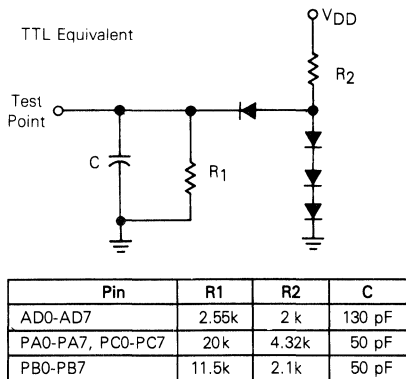 VDD
TTL Equivalent
R2
Test
Point
C
R1
Pin R1 R2 C
AD0-AD7 2.55k 2 k 130 pF
PA0-PA7, PC0-PC7 20k 4.32k 50 pF
PB0-PB7 11.5k 2.1k 50 pF